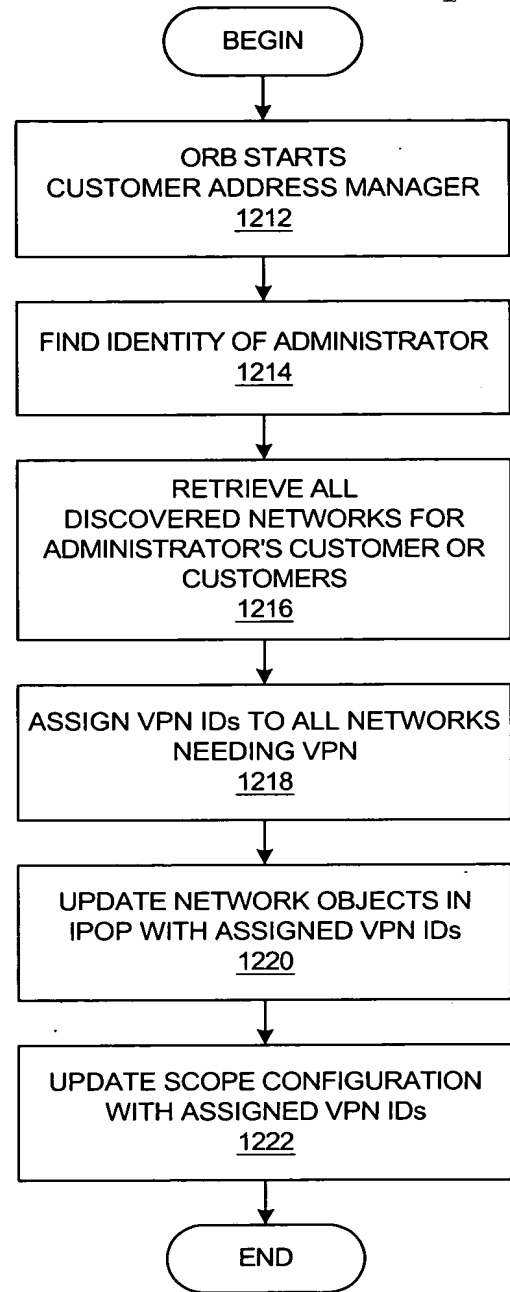 BEGIN
ORB STARTS
CUSTOMER ADDRESS MANAGER
1212
FIND IDENTITY OF ADMINISTRATOR
1214
RETRIEVE ALL
DISCOVERED NETWORKS FOR
ADMINISTRATOR'S CUSTOMER OR
CUSTOMERS
1216
ASSIGN VPN IDs TO ALL NETWORKS
NEEDING VPN
1218
UPDATE NETWORK OBJECTS IN
IPOP WITH ASSIGNED VPN IDs
1220
UPDATE SCOPE CONFIGURATION
WITH ASSIGNED VPN IDs
1222
END